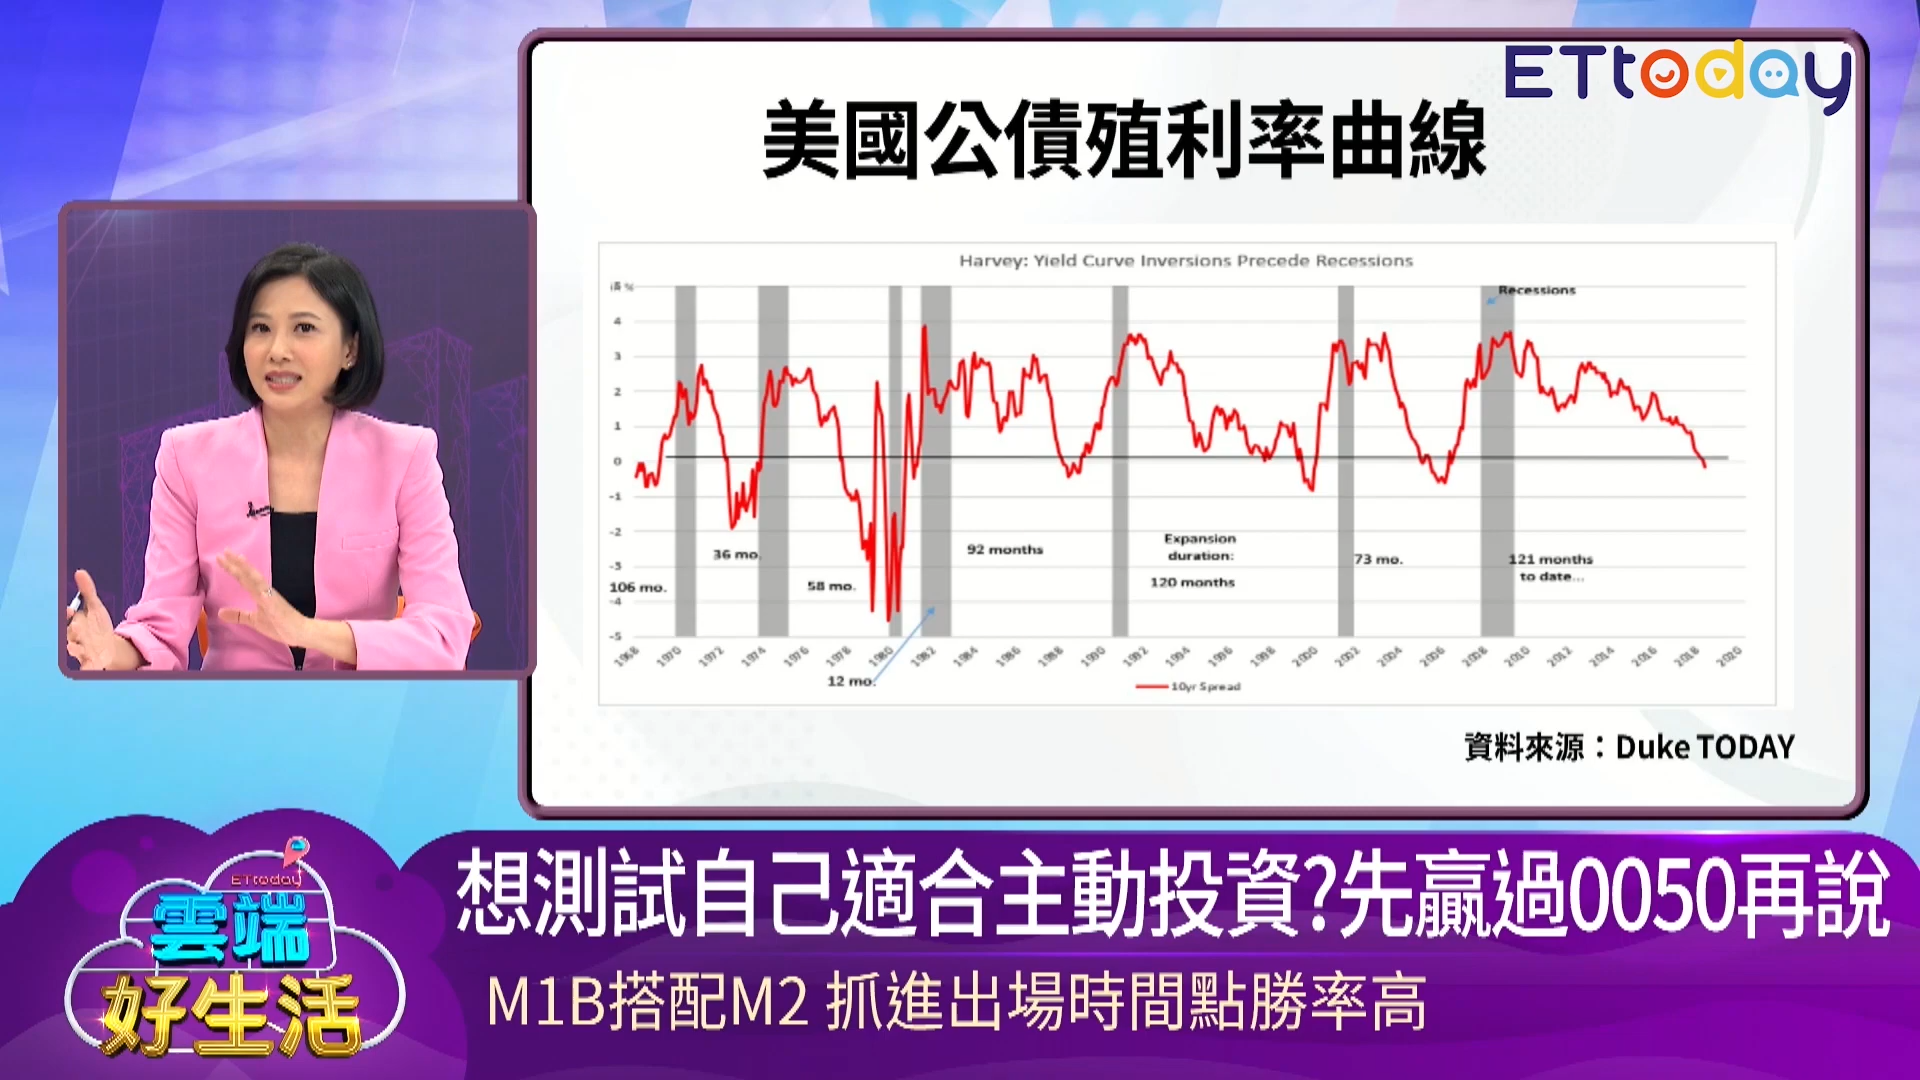 ETtoday
美國公債殖利率曲線
Harvey: Yield Curve Inversions Precede Recessions
Recessions
4
3
2
1
0
-1
-2
-3
-4
-5
106 mo.
36 mo.
58 mo.
12 mo.
92 months
Expansion
duration:
120 months
73 mo.
121 months
to date...
1968 1970 1972 1974 1976 1978 1980 1982 1984 1986 1988 1990 1992 1994 1996 1998 2000 2002 2004 2006 2008 2010 2012 2014 2016 2018 2020
10yr Spread
資料來源：Duke TODAY
ETtoday
雲端
好生活
想測試自己適合主動投資?先贏過0050再說
M1B搭配M2 抓進出場時間點勝率高